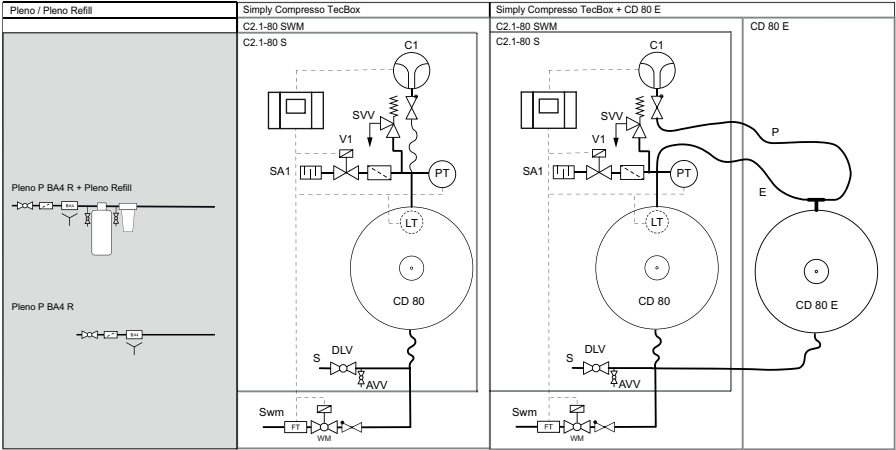 Pleno / Pleno Refill
Simply Compresso TecBox
Simply Compresso TecBox + CD 80 E
C2.1-80 SWM
C2.1-80 SWM
CD 80 E
C2.1-80 S
C2.1-80 S
C1
C1
SVV
SVV
P
V1
V1
SA1
PT
SA1
PT
Pleno P BA4 R + Pleno Refill
E
BA4
LT
LT
CD 80
CD 80
CD 80 E
Pleno P BA4 R
BA4
DLV
DLV
S
S
AVV
AVV
Swm
Swm
FT
FT
WM
WM